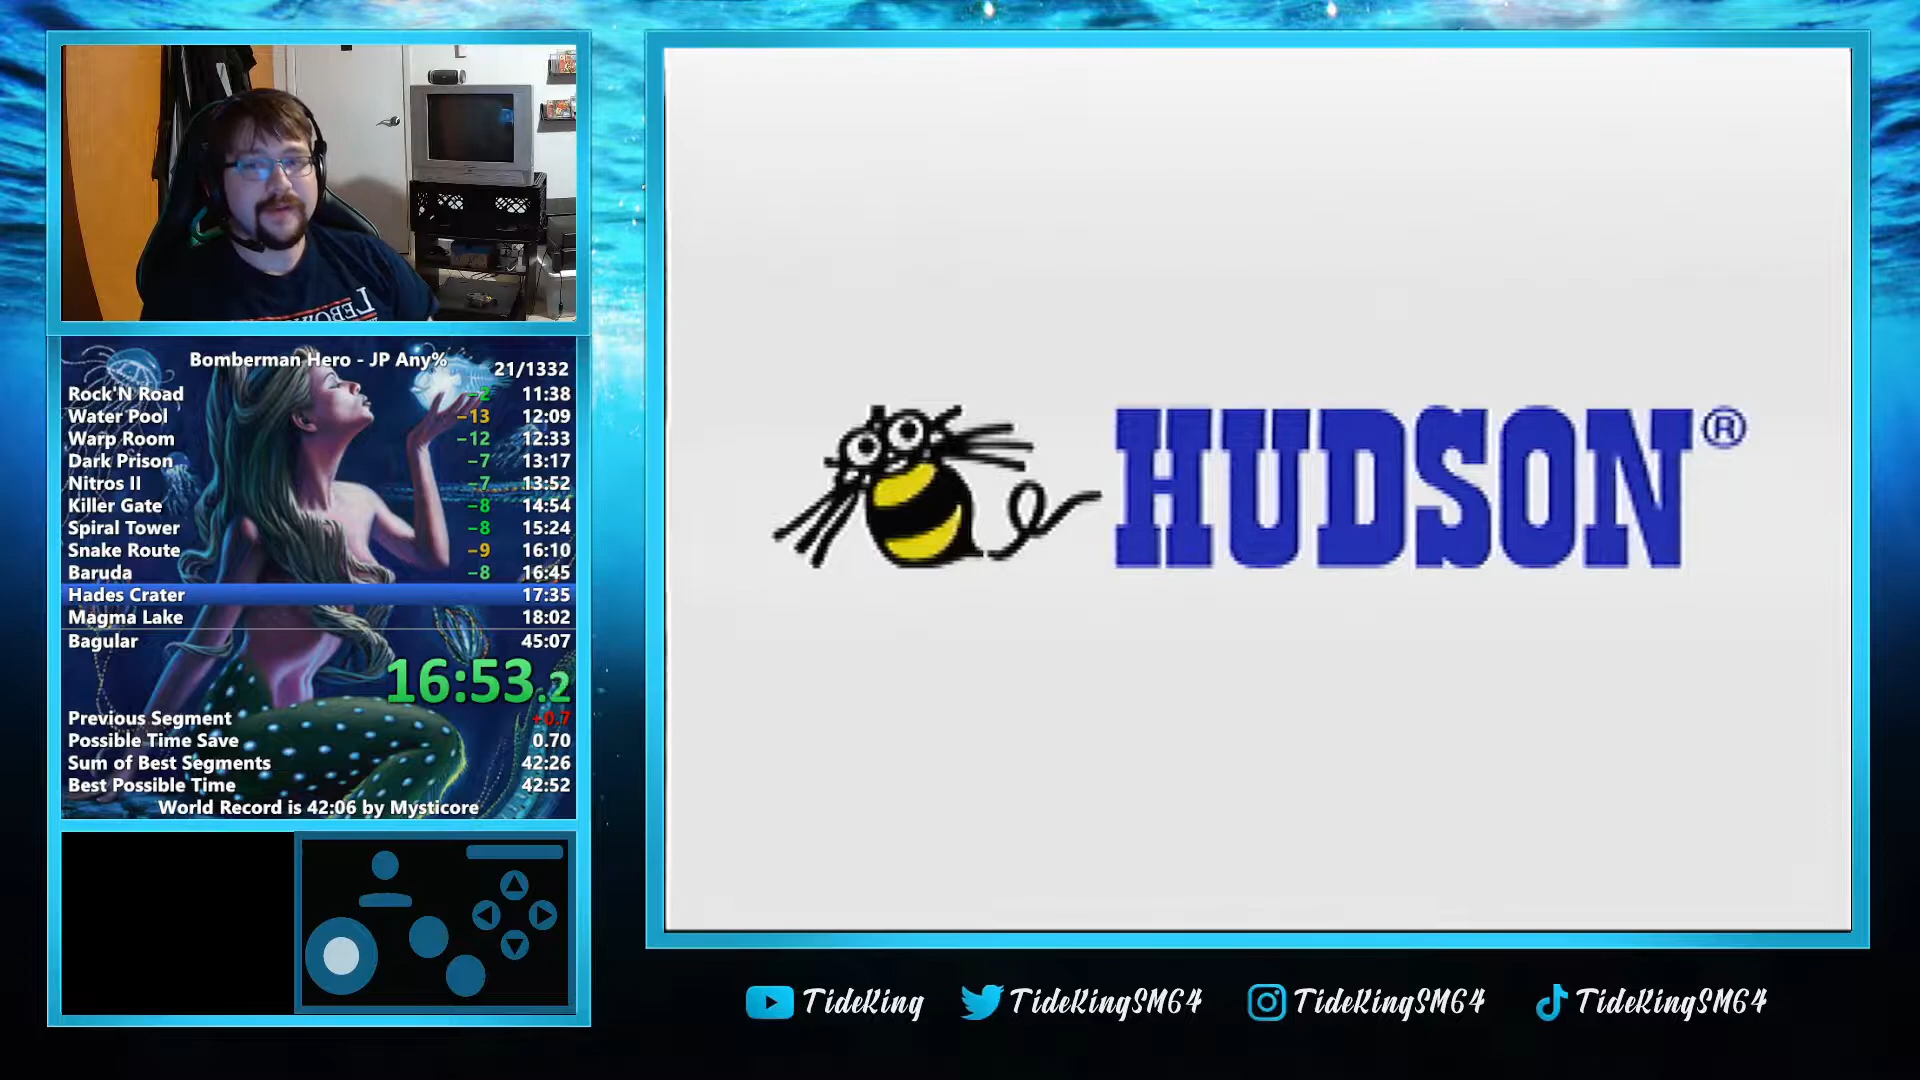 Bomberman Hero - JP Any%
21/1332
Rock'N Road -2 11:38
Water Pool -13 12:09
Warp Room -12 12:33
Dark Prison -7 13:17
Nitros II -7 13:52
Killer Gate -8 14:54
Spiral Tower -8 15:24
Snake Route -9 16:10
Baruda -8 16:45
Hades Crater 17:35
Magma Lake 18:02
Bagular 45:07
16:53.2
Previous Segment +0.7
Possible Time Save 0.70
Sum of Best Segments 42:26
Best Possible Time 42:52
World Record is 42:06 by Mysticore
HUDSON®
TideKing TideKingSM64 TideKingSM64 TideKingSM64